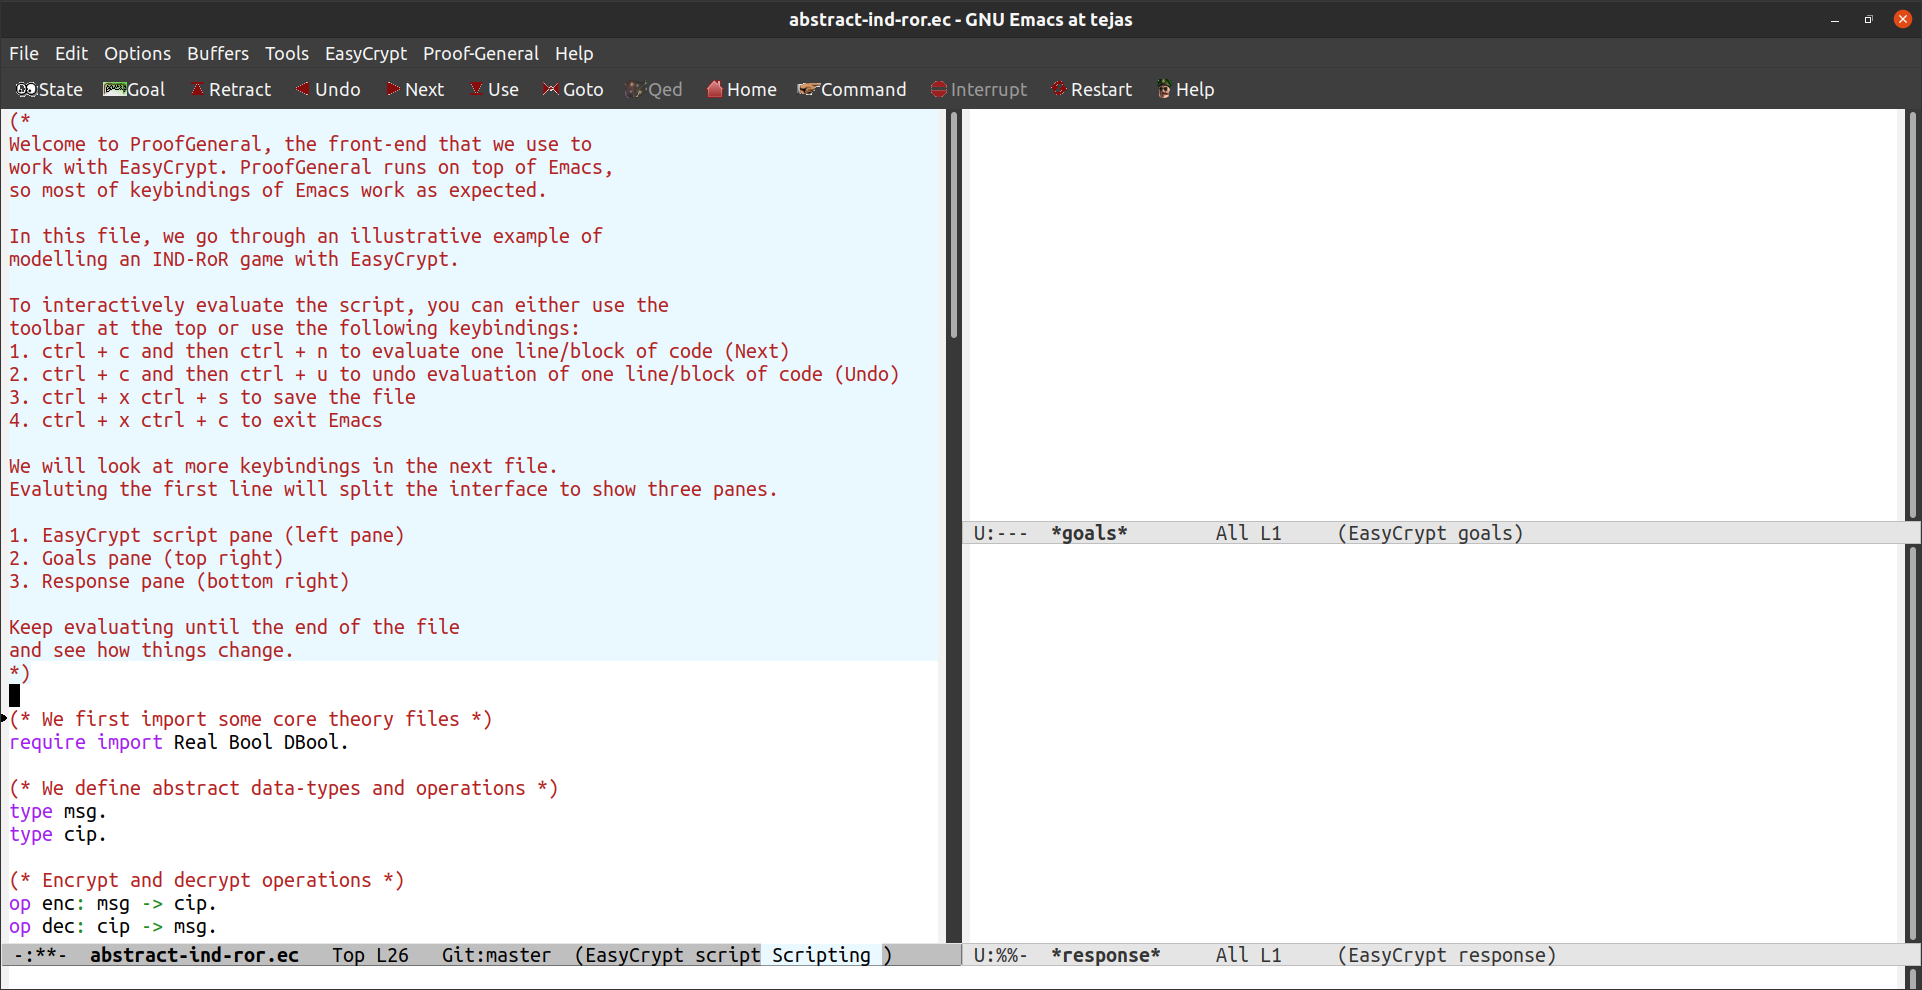 abstract-ind-ror.ec - GNU Emacs at tejas
File Edit Options Buffers Tools EasyCrypt Proof-General Help
State Goal Retract Undo Next Use Goto Qed Home Command Interrupt Restart Help
(*
Welcome to ProofGeneral, the front-end that we use to
work with EasyCrypt. ProofGeneral runs on top of Emacs,
so most of keybindings of Emacs work as expected.
In this file, we go through an illustrative example of
modelling an IND-RoR game with EasyCrypt.
To interactively evaluate the script, you can either use the
toolbar at the top or use the following keybindings:
1. ctrl + c and then ctrl + n to evaluate one line/block of code (Next)
2. ctrl + c and then ctrl + u to undo evaluation of one line/block of code (Undo)
3. ctrl + x ctrl + s to save the file
4. ctrl + x ctrl + c to exit Emacs
We will look at more keybindings in the next file.
Evaluting the first line will split the interface to show three panes.
1. EasyCrypt script pane (left pane)
2. Goals pane (top right)
3. Response pane (bottom right)
Keep evaluating until the end of the file
and see how things change.
*)
(* We first import some core theory files *)
require import Real Bool DBool.
(* We define abstract data-types and operations *)
type msg.
type cip.
(* Encrypt and decrypt operations *)
op enc: msg -> cip.
op dec: cip -> msg.
-:**- abstract-ind-ror.ec Top L26 Git:master (EasyCrypt script Scripting )
U:--- *goals* All L1 (EasyCrypt goals)
U:%%- *response* All L1 (EasyCrypt response)